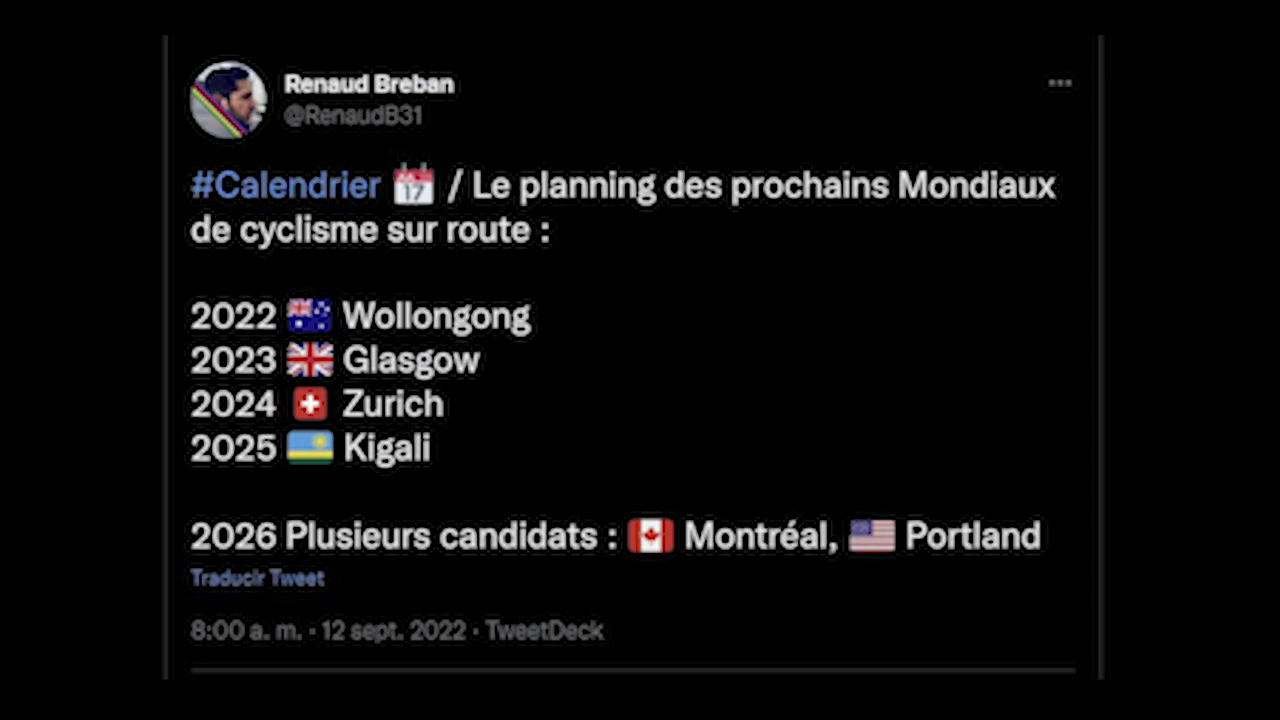 Renaud Breban
@RenaudB31
#Calendrier 📅 / Le planning des prochains Mondiaux
de cyclisme sur route :
2022 🇦🇺 Wollongong
2023 🇬🇧 Glasgow
2024 🇨🇭 Zurich
2025 🇷🇼 Kigali
2026 Plusieurs candidats : 🇨🇦 Montréal, 🇺🇸 Portland
Traducir Tweet
8:00 a. m. · 12 sept. 2022 · TweetDeck